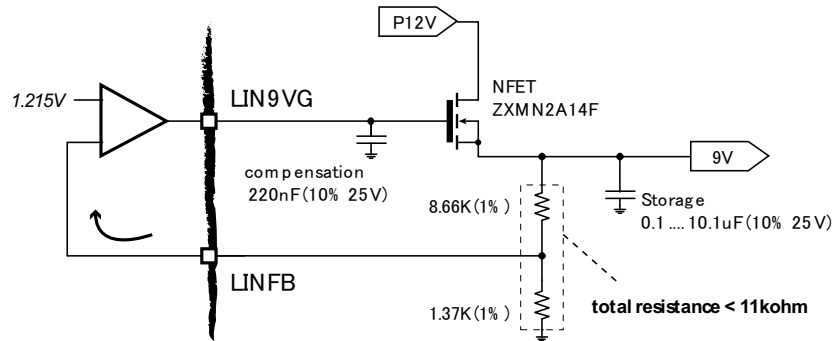 P12V
NFET
ZXMN2A14F
1.215V
LIN9VG
9V
compensation
220nF(10% 25V)
8.66K(1%)
Storage
0.1 .... 10.1uF(10% 25V)
LINFB
1.37K(1%)
total resistance < 11kohm